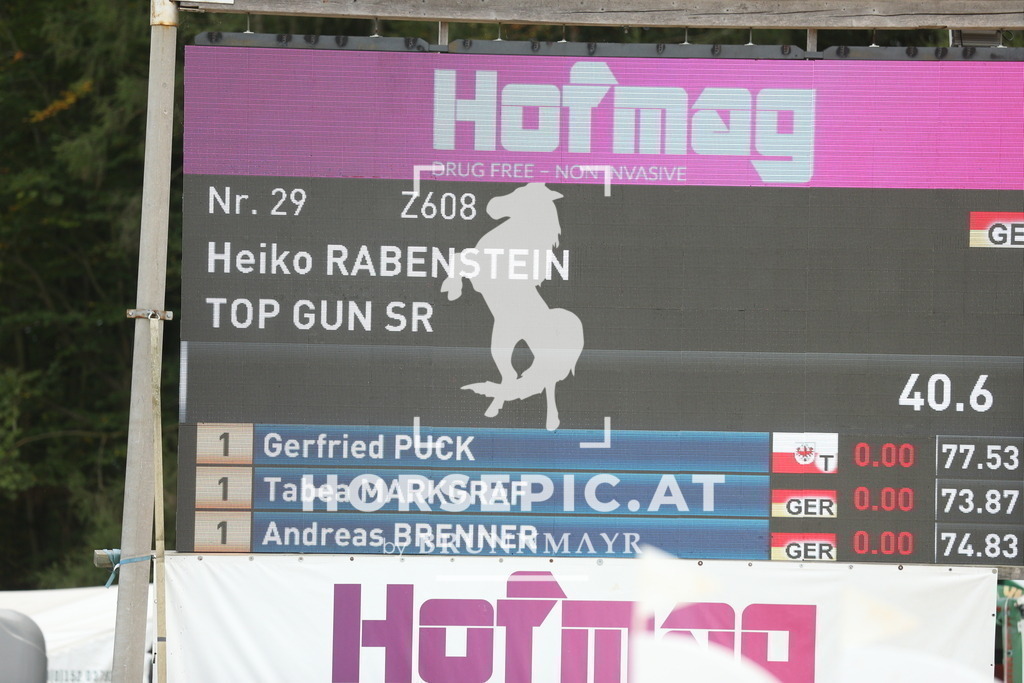 Hofmag
DRUG FREE – NON INVASIVE
Nr. 29 Z608
GE
Heiko RABENSTEIN
TOP GUN SR
40.6
1 Gerfried PUCK T 0.00 77.53
1 Tabea MARKGRAF GER 0.00 73.87
HORSEPIC.AT
1 Andreas BRENNER GER 0.00 74.83
by BRUNNMAYR
Hofmag